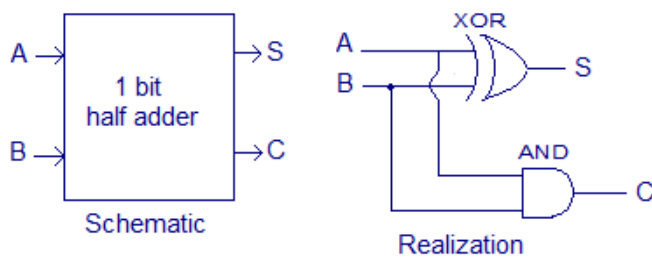 A
B
1 bit
half adder
S
C
Schematic
XOR
A
B
S
AND
C
Realization